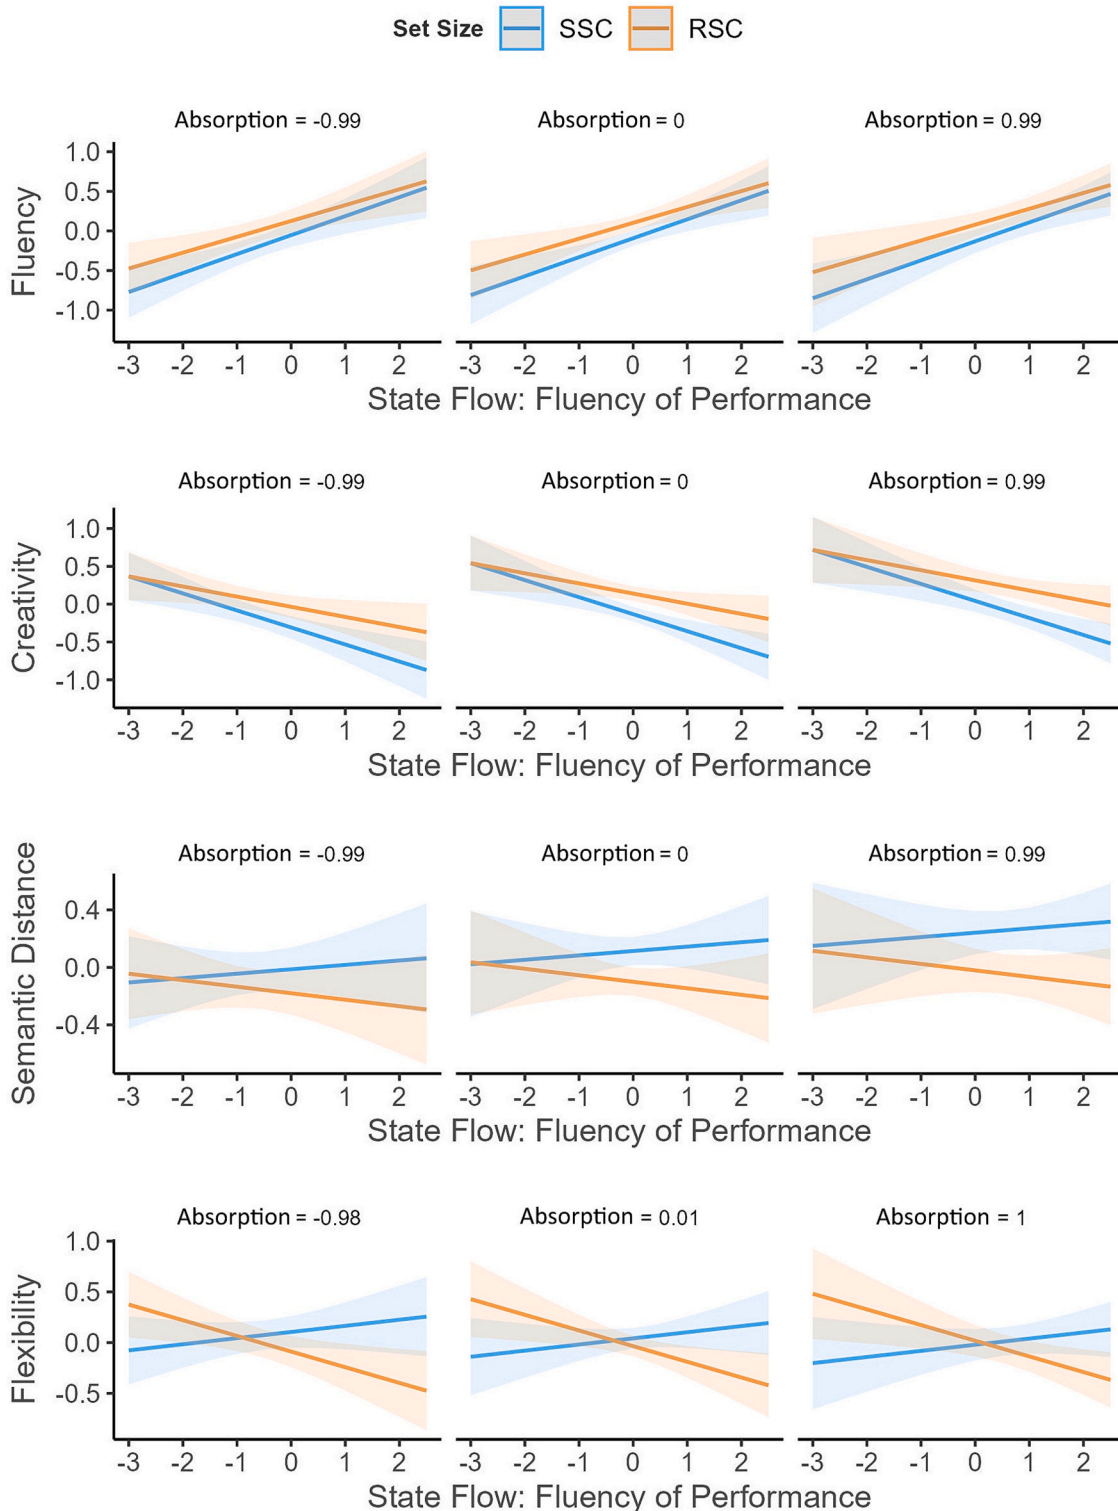 Set Size SSC RSC
Absorption = -0.99 Absorption = 0 Absorption = 0.99
Fluency
1.0
0.5
0.0
-0.5
-1.0
-3 -2 -1 0 1 2 -3 -2 -1 0 1 2 -3 -2 -1 0 1 2
State Flow: Fluency of Performance
Absorption = -0.99 Absorption = 0 Absorption = 0.99
Creativity
1.0
0.5
0.0
-0.5
-1.0
-3 -2 -1 0 1 2 -3 -2 -1 0 1 2 -3 -2 -1 0 1 2
State Flow: Fluency of Performance
Absorption = -0.99 Absorption = 0 Absorption = 0.99
Semantic Distance
0.4
0.0
-0.4
-3 -2 -1 0 1 2 -3 -2 -1 0 1 2 -3 -2 -1 0 1 2
State Flow: Fluency of Performance
Absorption = -0.98 Absorption = 0.01 Absorption = 1
Flexibility
1.0
0.5
0.0
-0.5
-3 -2 -1 0 1 2 -3 -2 -1 0 1 2 -3 -2 -1 0 1 2
State Flow: Fluency of Performance